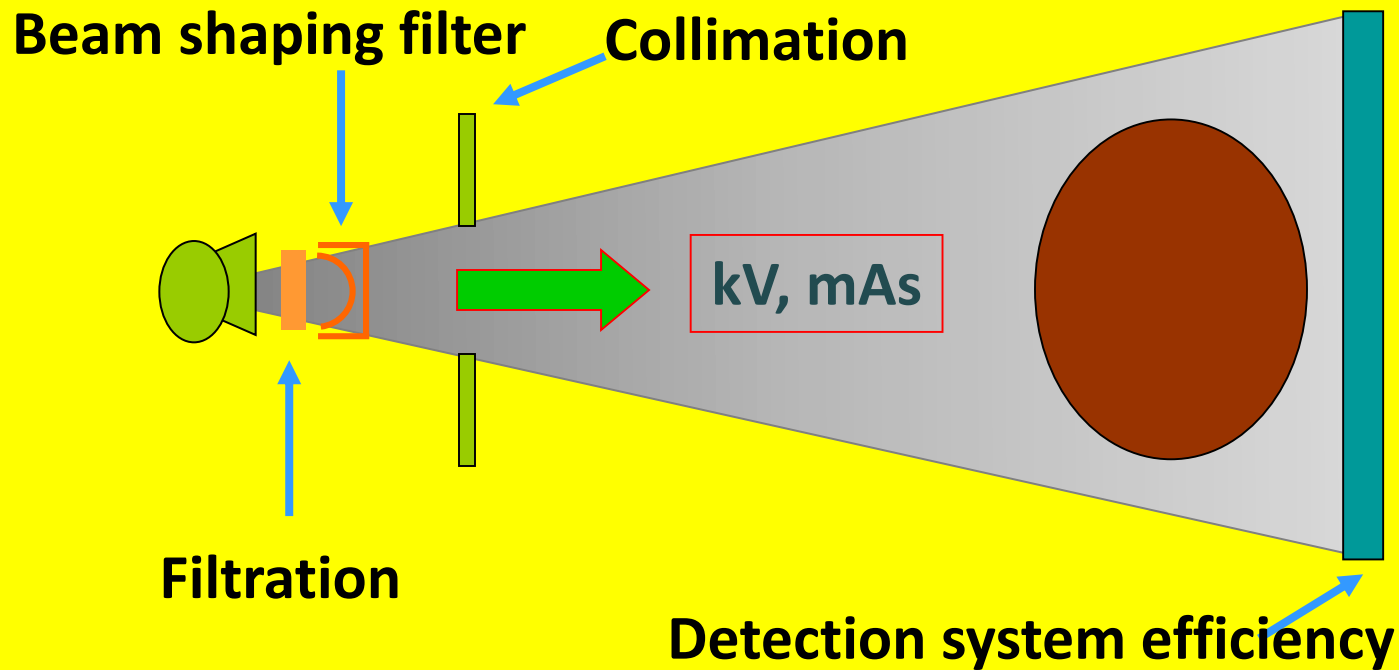 Beam shaping filter
Collimation
kV, mAs
Filtration
Detection system efficiency